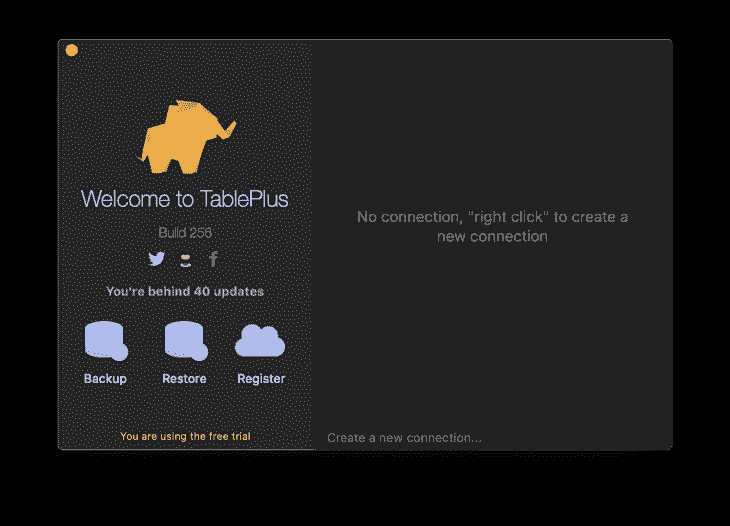 Welcome to TablePlus
Build 256
You're behind 40 updates
Backup
Restore
Register
You are using the free trial
No connection, "right click" to create a
new connection
Create a new connection...